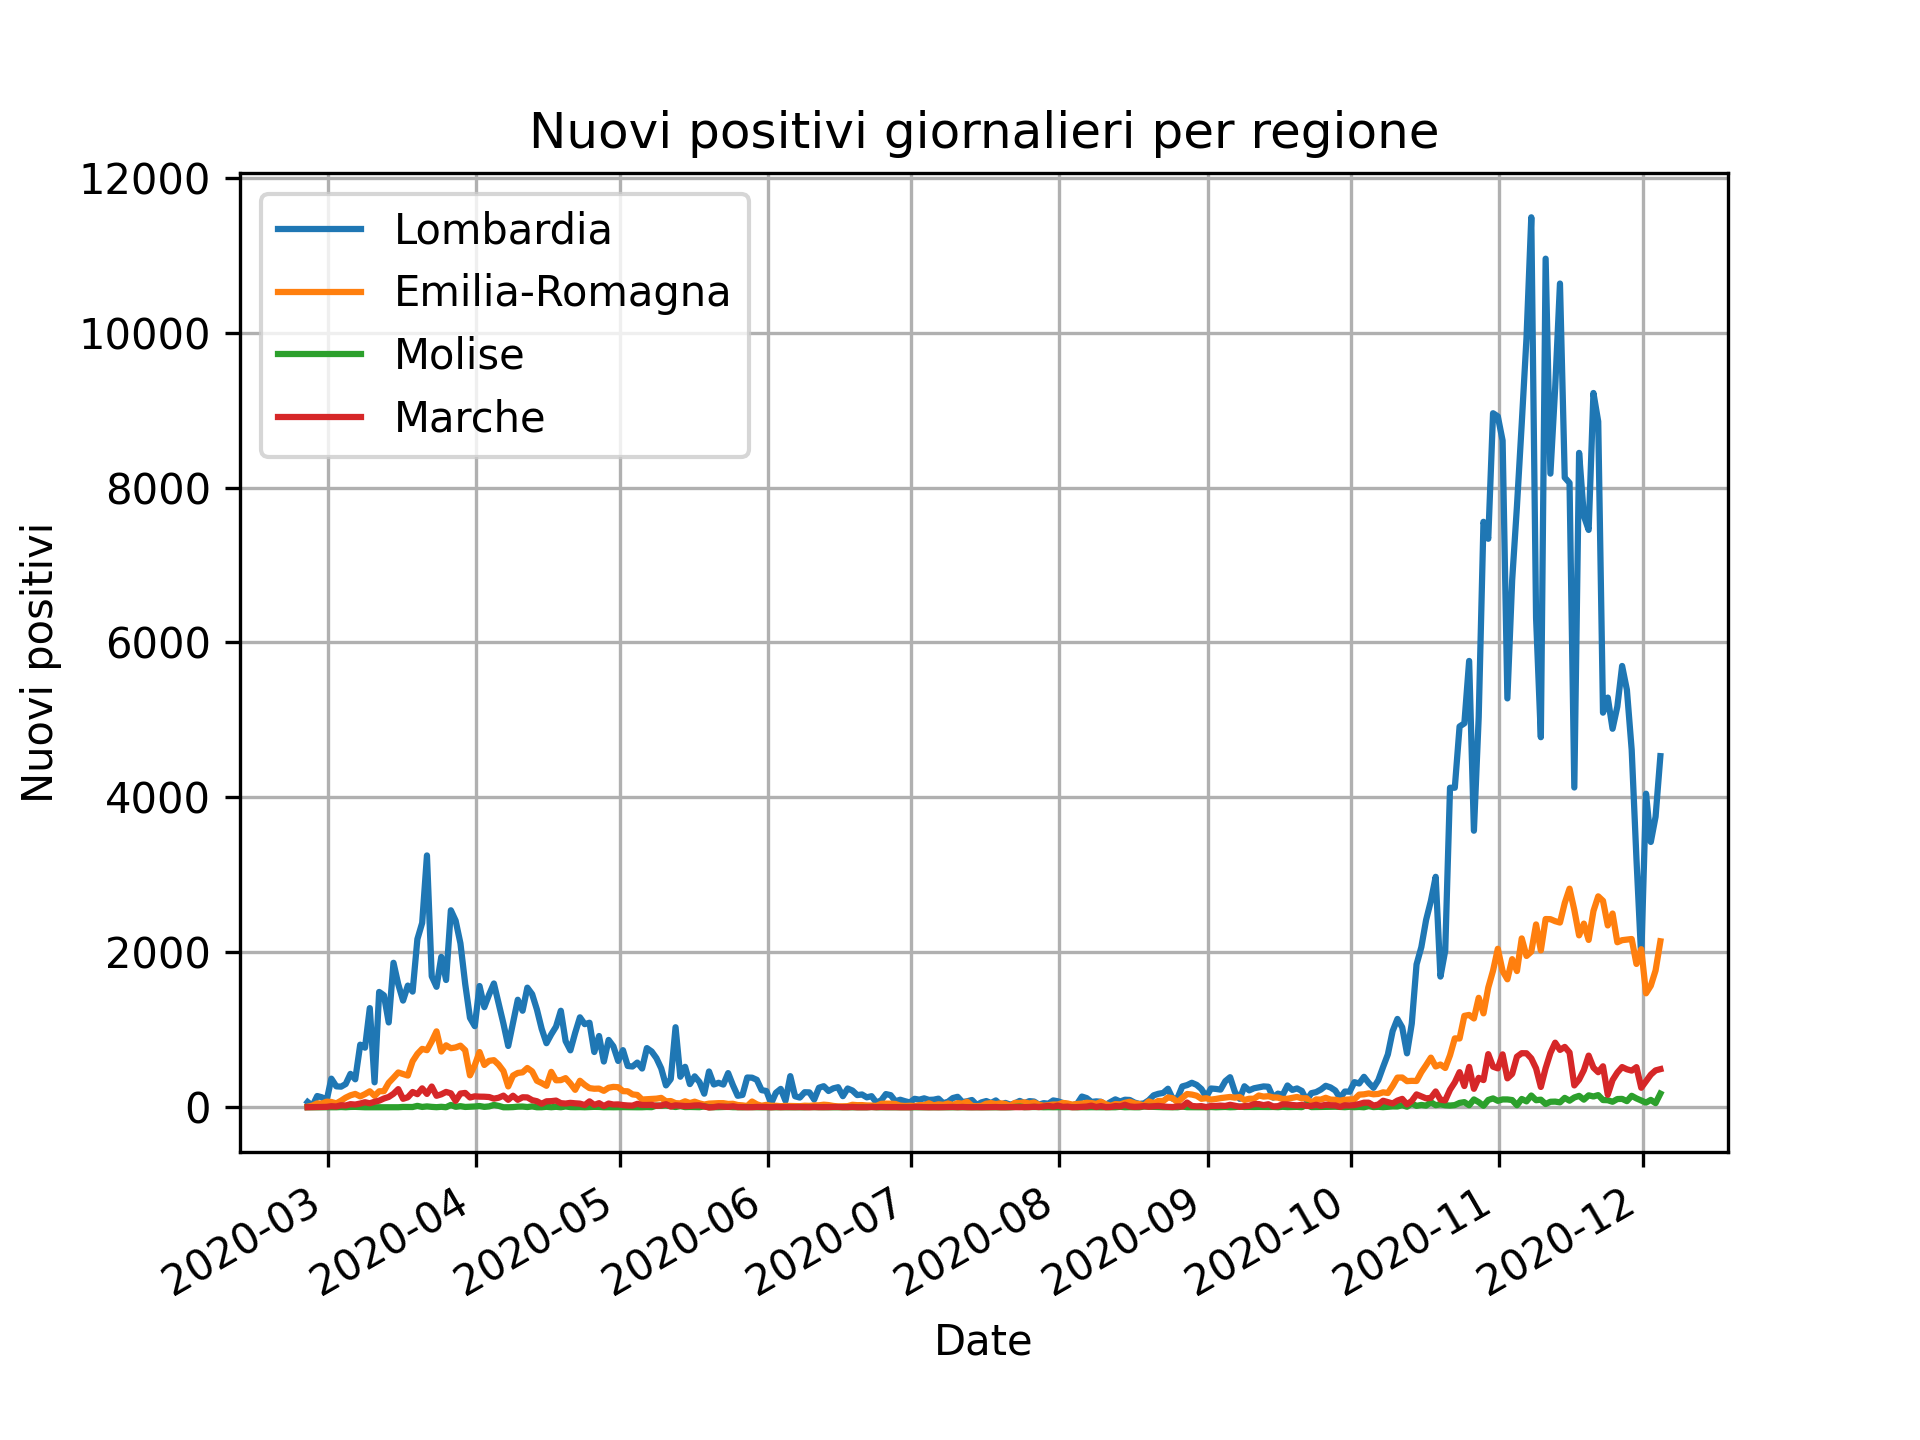 Nuovi positivi giornalieri per regione
12000
10000
8000
6000
4000
2000
0
Nuovi positivi
Lombardia
Emilia-Romagna
Molise
Marche
2020-03
2020-04
2020-05
2020-06
2020-07
2020-08
2020-09
2020-10
2020-11
2020-12
Date